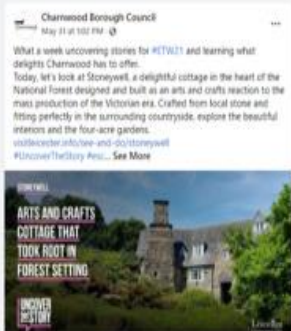 Charnwood Borough Council
May 31 at 1:02 PM
What a week uncovering stories for #ETW21 and learning what
delights Charnwood has to offer.
Today, let's look at Stoneywell, a delightful cottage in the heart of the
National Forest designed and built as an arts and crafts reaction to the
mass production of the Victorian era. Crafted from local stone and
fitting perfectly in the surrounding countryside, explore the beautiful
interiors and the four-acre gardens.
visitleicester.info/see-and-do/stoneywell
#UncoverTheStory #esc... See More
STONEYWELL
ARTS AND CRAFTS
COTTAGE THAT
TOOK ROOT IN
FOREST SETTING
UNCOVER
THE
STORY